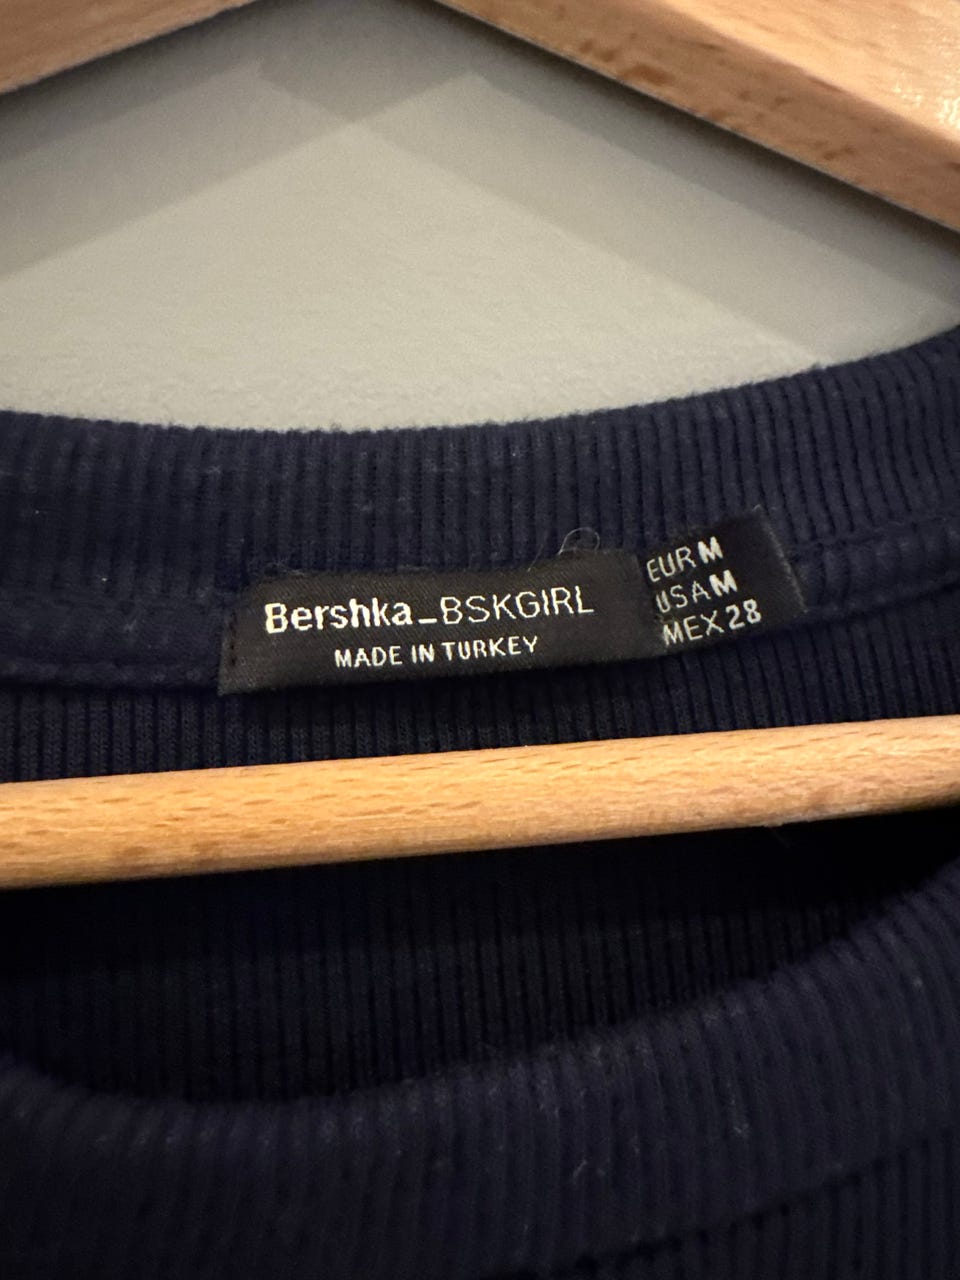 Bershka_BSKGIRL
MADE IN TURKEY
EUR M
USA M
MEX 28